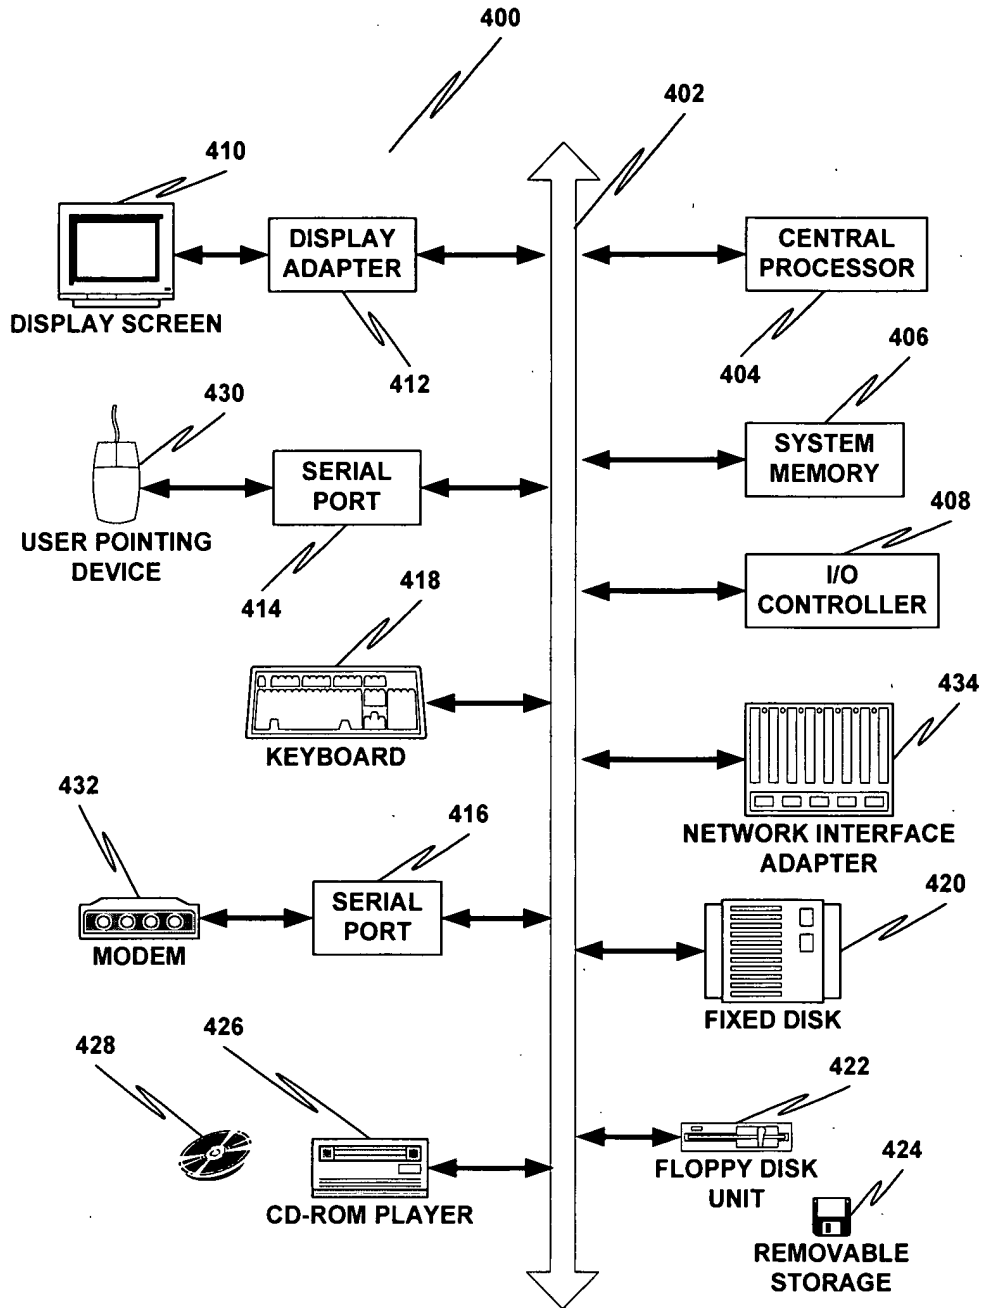 400
402
410
DISPLAY
ADAPTER
CENTRAL
PROCESSOR
DISPLAY SCREEN
412
404
406
430
SERIAL
PORT
SYSTEM
MEMORY
USER POINTING
DEVICE
414
418
408
I/O
CONTROLLER
KEYBOARD
434
432
416
NETWORK INTERFACE
ADAPTER
SERIAL
PORT
MODEM
420
FIXED DISK
428
426
422
FLOPPY DISK
UNIT
424
CD-ROM PLAYER
REMOVABLE
STORAGE